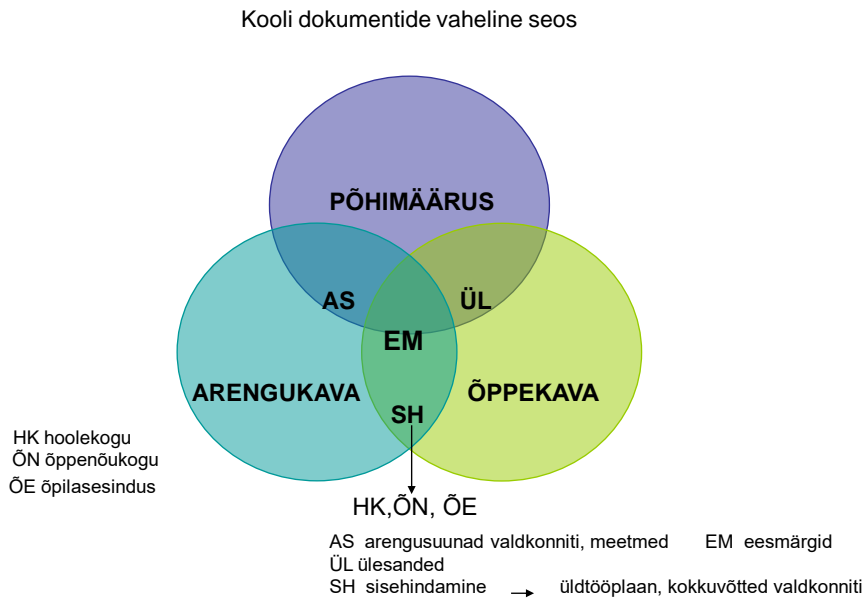 Kooli dokumentide vaheline seos
PÕHIMÄÄRUS
AS
ÜL
EM
ARENGUKAVA
ÕPPEKAVA
SH
HK hoolekogu
ÕN õppenõukogu
ÕE õpilasesindus
HK,ÕN, ÕE
AS arengusuunad valdkonniti, meetmed EM eesmärgid
ÜL ülesanded
SH sisehindamine → üldtööplaan, kokkuvõtted valdkonniti